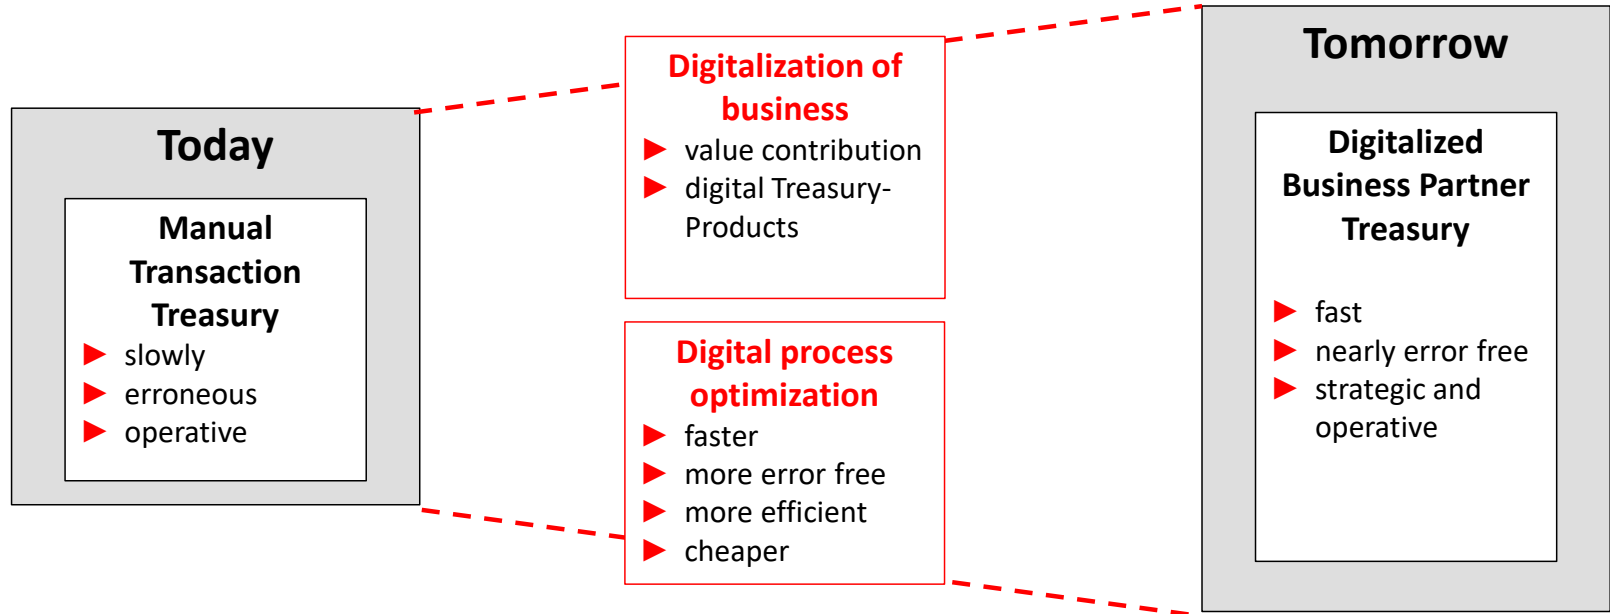 Today
Manual
Transaction
Treasury
slowly
erroneous
operative
Digitalization of
business
value contribution
digital Treasury-
Products
Digital process
optimization
faster
more error free
more efficient
cheaper
Tomorrow
Digitalized
Business Partner
Treasury
fast
nearly error free
strategic and
operative